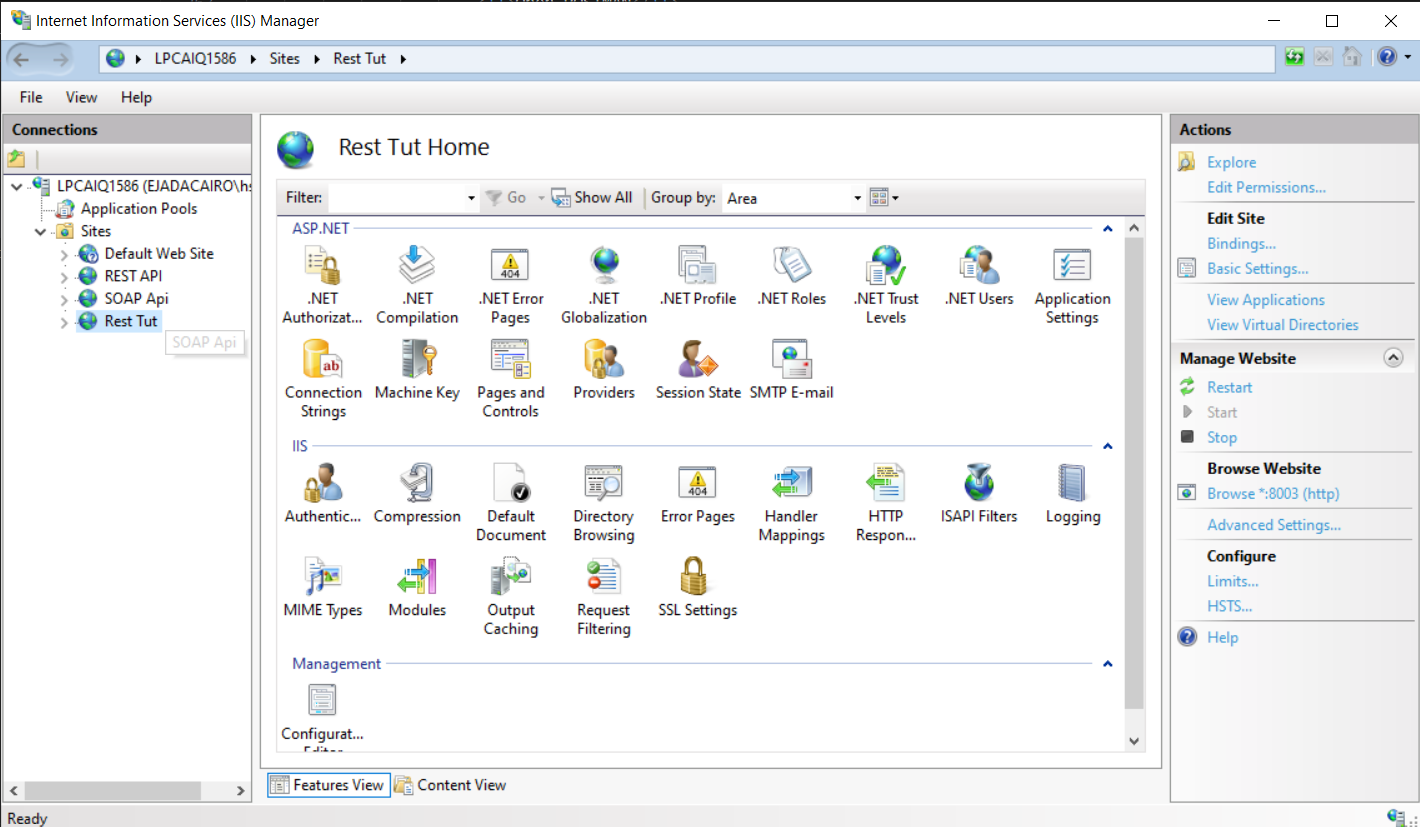 Internet Information Services (IIS) Manager
LPCAIQ1586 Sites Rest Tut
File View Help
Connections
LPCAIQ1586 (EJADACAIRO\h
Application Pools
Sites
Default Web Site
REST API
SOAP Api
Rest Tut
SOAP Api
Rest Tut Home
Filter: Go Show All Group by: Area
ASP.NET
.NET Authorizat...
.NET Compilation
404
.NET Error Pages
.NET Globalization
.NET Profile
.NET Roles
.NET Trust Levels
.NET Users
Application Settings
ab
Connection Strings
Machine Key
Pages and Controls
Providers
Session State
SMTP E-mail
IIS
Authentic...
Compression
Default Document
Directory Browsing
404
Error Pages
Handler Mappings
HTTP Respon...
ISAPI Filters
Logging
MIME Types
Modules
Output Caching
Request Filtering
SSL Settings
Management
Configurat...
Editor
Features View Content View
Actions
Explore
Edit Permissions...
Edit Site
Bindings...
Basic Settings...
View Applications
View Virtual Directories
Manage Website
Restart
Start
Stop
Browse Website
Browse *:8003 (http)
Advanced Settings...
Configure
Limits...
HSTS...
Help
Ready